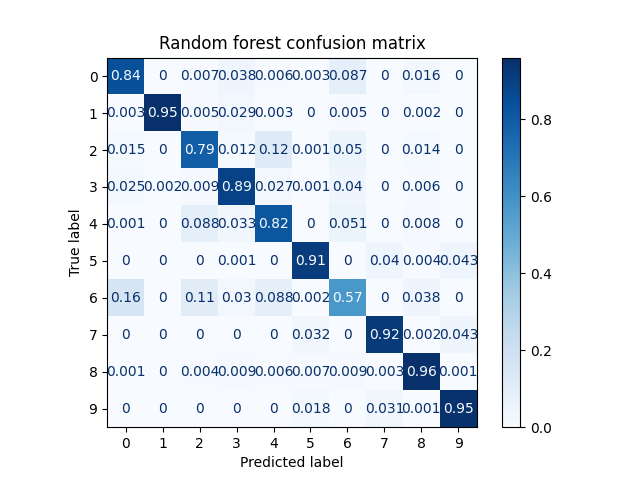 Random forest confusion matrix
0 0.84 0 0.007 0.038 0.006 0.003 0.087 0 0.016 0
1 0.003 0.95 0.005 0.029 0.003 0 0.005 0 0.002 0
2 0.015 0 0.79 0.012 0.12 0.001 0.05 0 0.014 0
3 0.025 0.002 0.009 0.89 0.027 0.001 0.04 0 0.006 0
4 0.001 0 0.088 0.033 0.82 0 0.051 0 0.008 0
5 0 0 0 0.001 0 0.91 0 0.04 0.004 0.043
6 0.16 0 0.11 0.03 0.088 0.002 0.57 0 0.038 0
7 0 0 0 0 0 0.032 0 0.92 0.002 0.043
8 0.001 0 0.004 0.009 0.006 0.007 0.009 0.003 0.96 0.001
9 0 0 0 0 0 0.018 0 0.031 0.001 0.95
0 1 2 3 4 5 6 7 8 9
Predicted label
True label
0.8
0.6
0.4
0.2
0.0